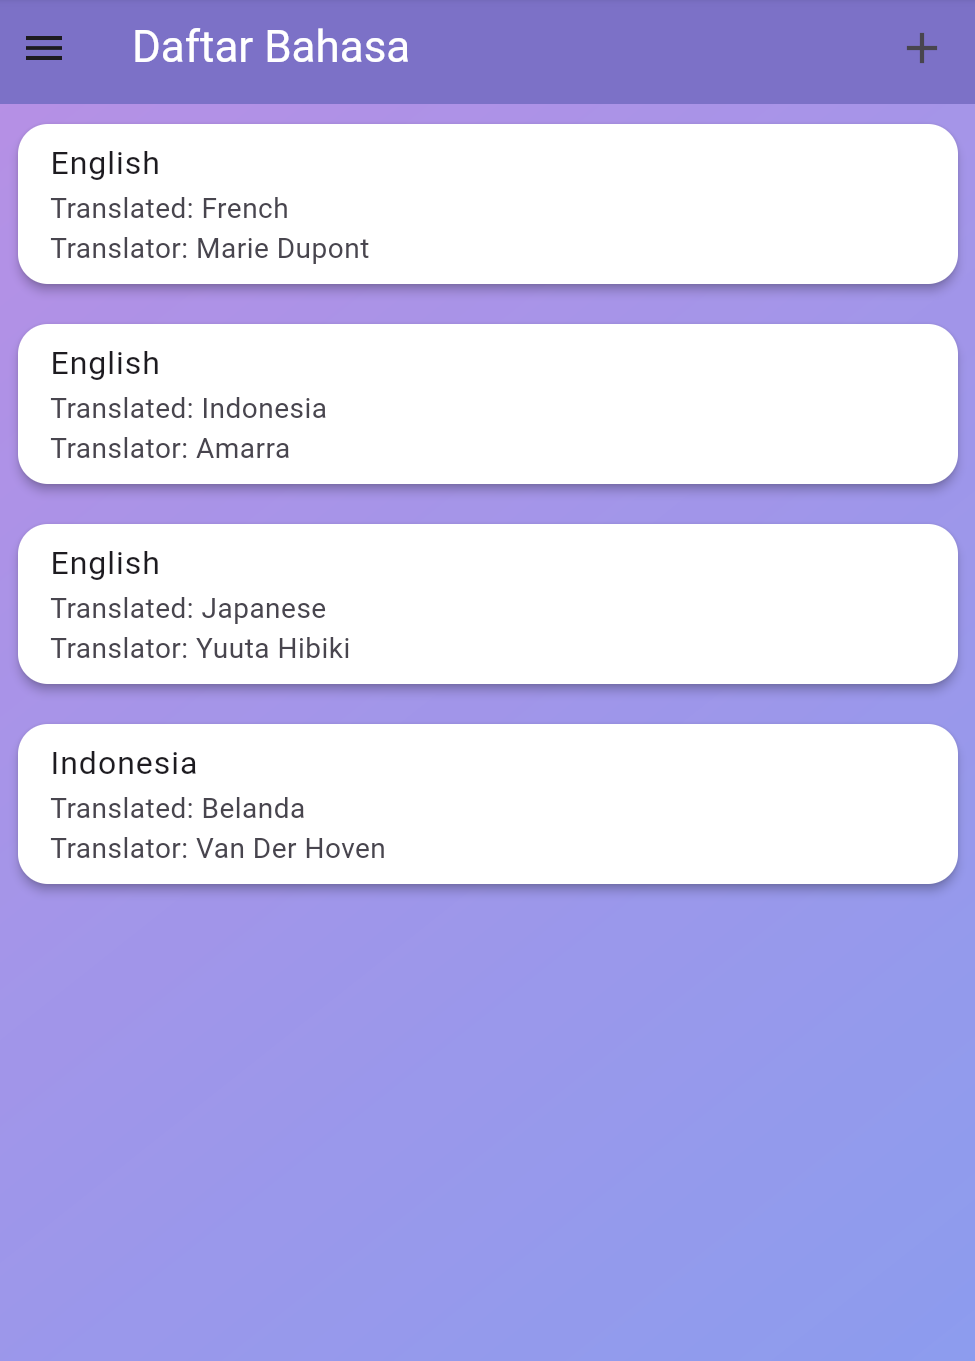 Daftar Bahasa
English
Translated: French
Translator: Marie Dupont
English
Translated: Indonesia
Translator: Amarra
English
Translated: Japanese
Translator: Yuuta Hibiki
Indonesia
Translated: Belanda
Translator: Van Der Hoven